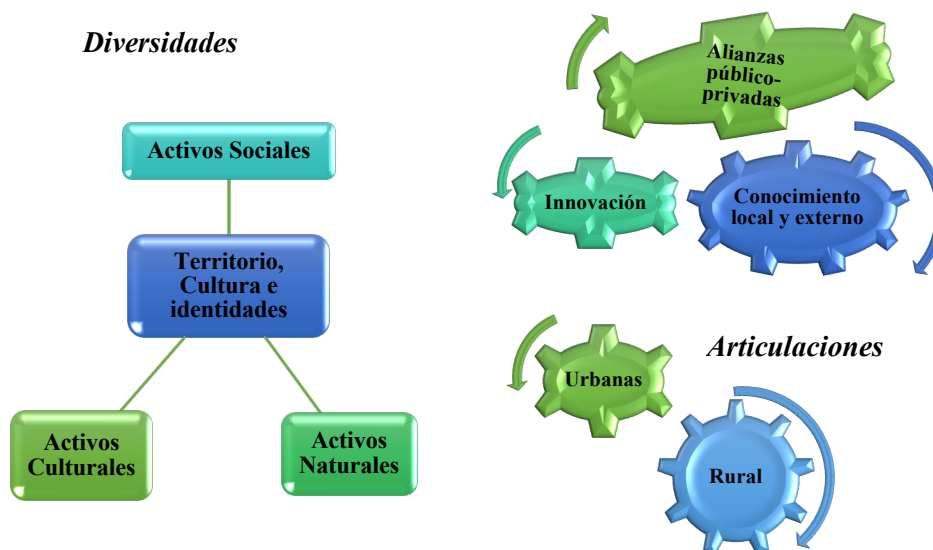 Diversidades
Activos Sociales
Territorio,
Cultura e
identidades
Activos
Culturales
Activos
Naturales
Alianzas
público-
privadas
Innovación
Conocimiento
local y externo
Articulaciones
Urbanas
Rural